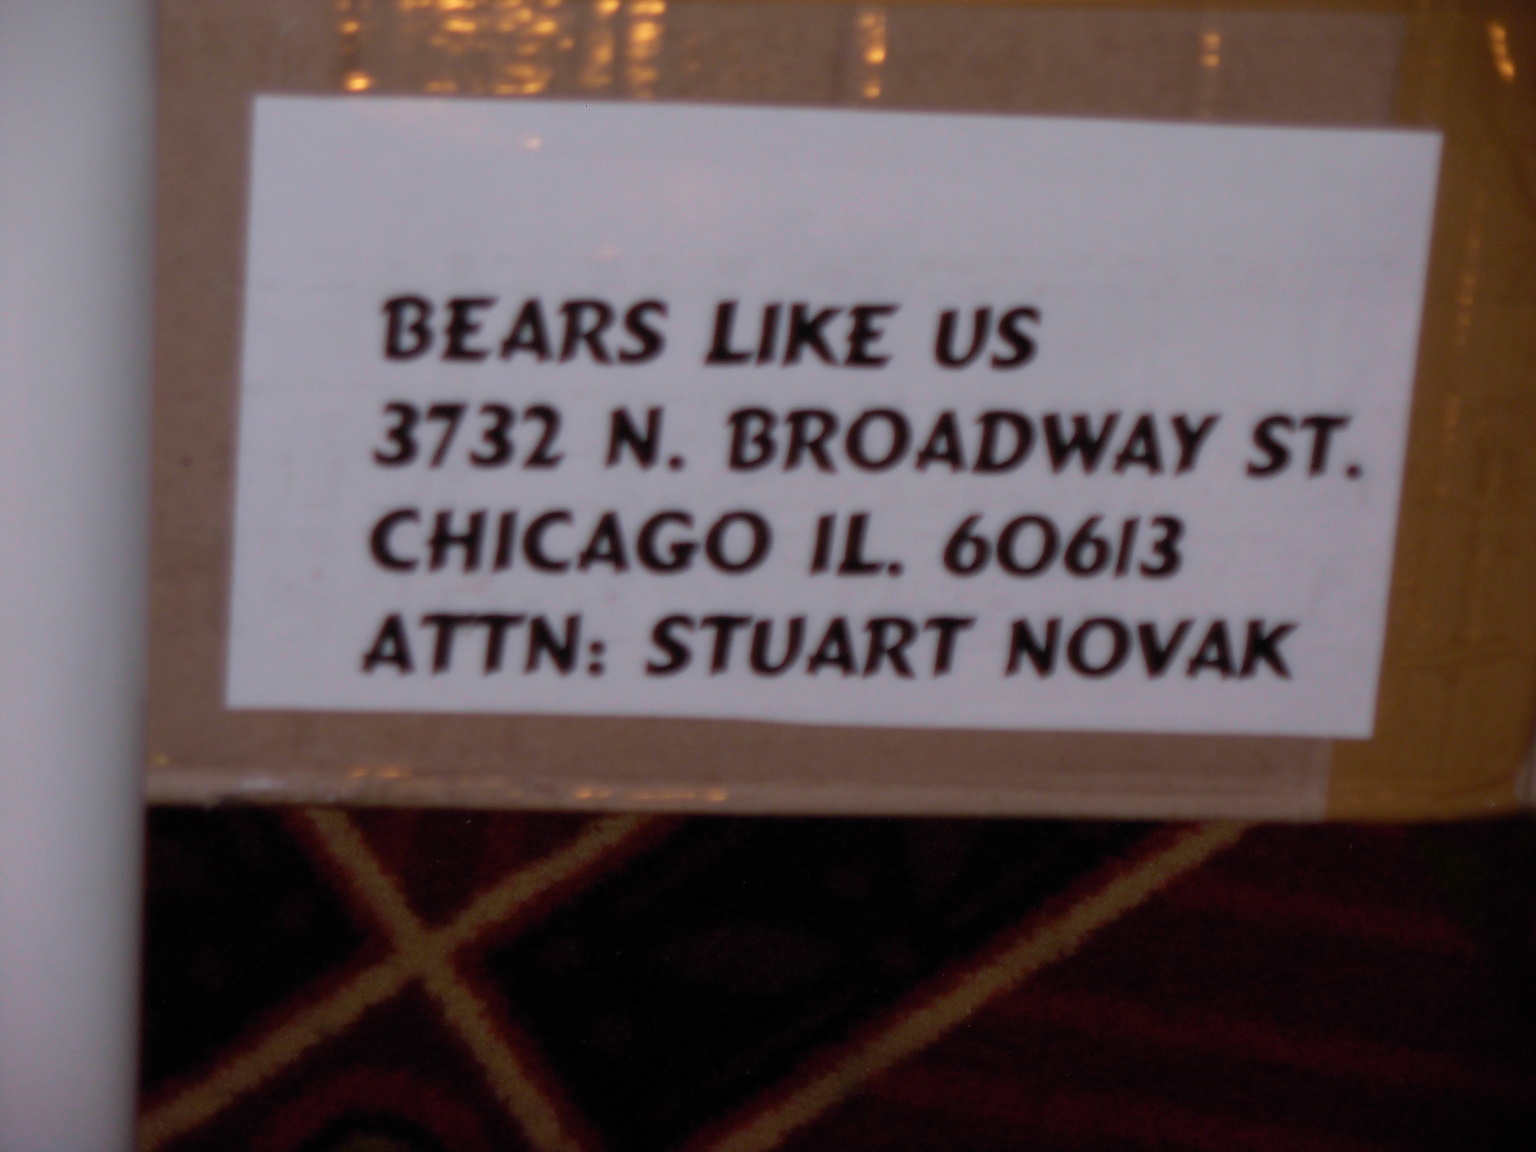 BEARS LIKE US
3732 N. BROADWAY ST.
CHICAGO IL. 60613
ATTN: STUART NOVAK